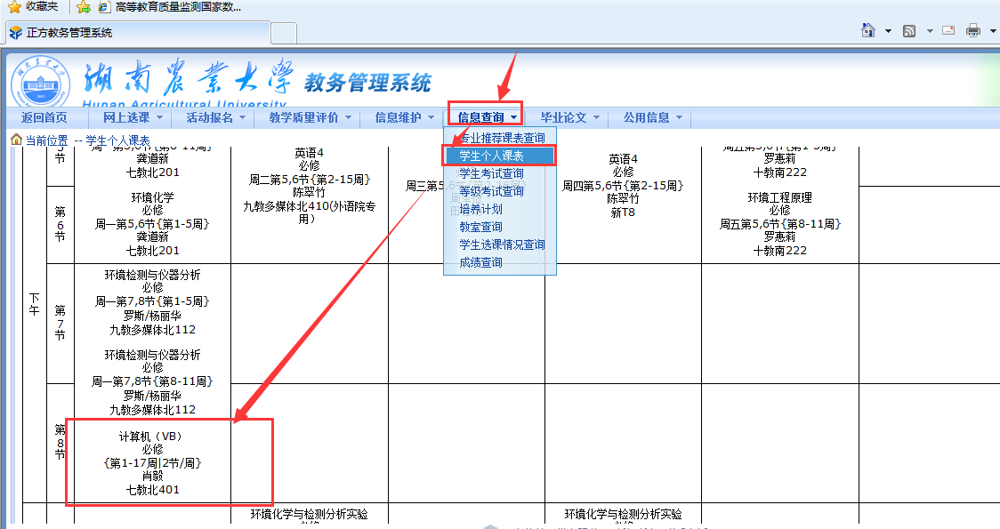 收藏夹
高等教育质量监测国家数...
正方教务管理系统
湖南农業大学 教务管理系统
Hunan Agricultural University
返回首页 网上选课 活动报名 教学质量评价 信息维护 信息查询 毕业论文 公用信息
当前位置 -- 学生个人课表
专业推荐课表查询
学生个人课表
学生考试查询
等级考试查询
培养计划
教室查询
学生选课情况查询
成绩查询
下午
节
第6节
第7节
第8节
龚道新
七教北201
环境化学
必修
周一第5,6节{第1-5周}
龚道新
七教北201
环境检测与仪器分析
必修
周一第7,8节{第1-5周}
罗斯/杨丽华
九教多媒体北112
环境检测与仪器分析
必修
周一第7,8节{第8-11周}
罗斯/杨丽华
九教多媒体北112
计算机（VB）
必修
{第1-17周|2节/周}
肖毅
七教北401
英语4
必修
周二第5,6节{第2-15周}
陈翠竹
九教多媒体北410(外语院专
用)
环境化学与检测分析实验
周三第5,6节
英语4
必修
周四第5,6节{第2-15周}
陈翠竹
新T8
环境化学与检测分析实验
周五第5,6节{第1-5周}
罗惠莉
十教南222
环境工程原理
必修
周五第5,6节{第8-11周}
罗惠莉
十教南222